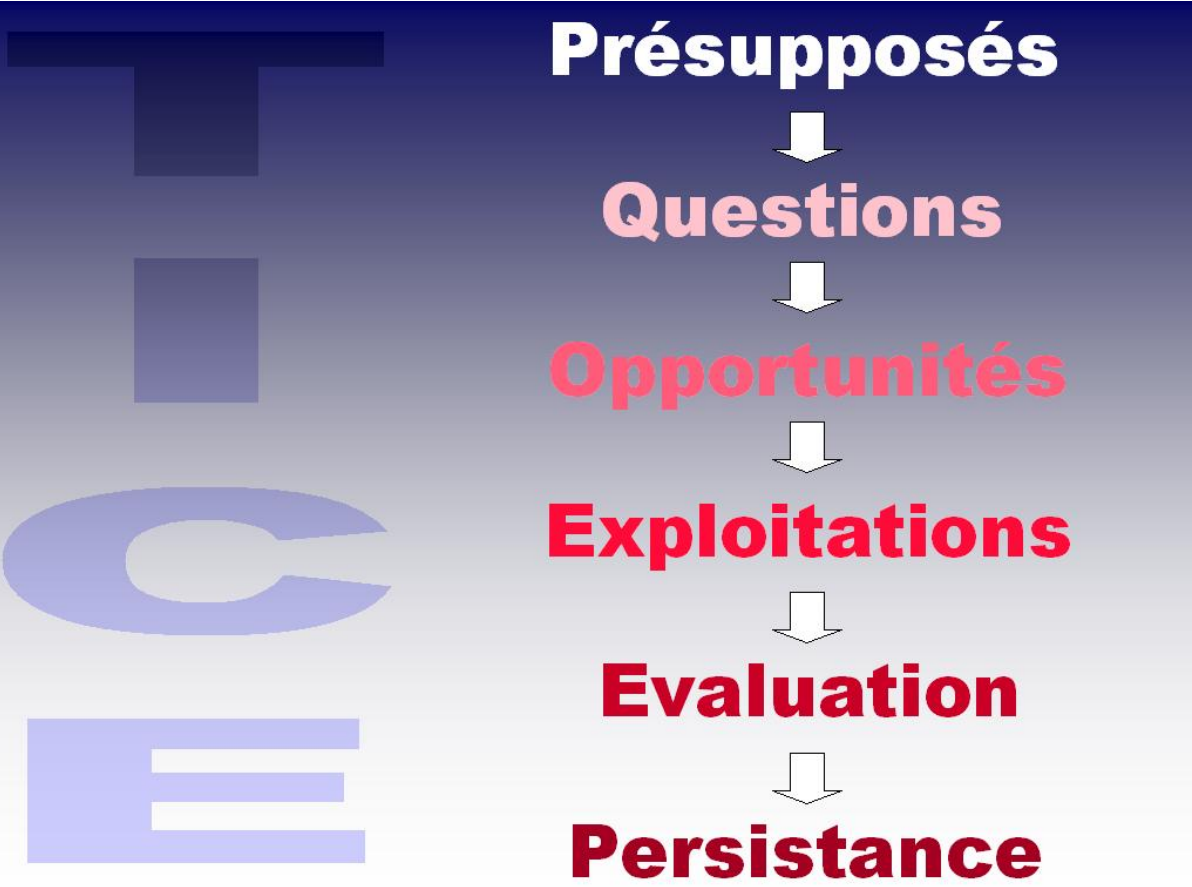 TICE
Présupposés
Questions
Opportunités
Exploitations
Evaluation
Persistance